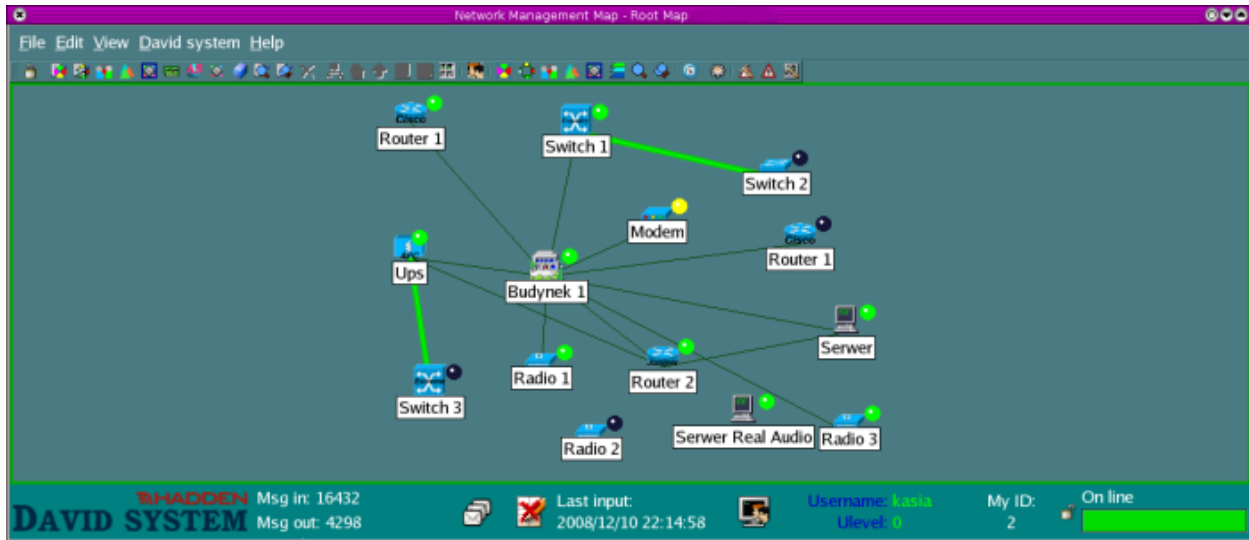 Network Management Map - Root Map
File Edit View David system Help
Cisco
Router 1
Switch 1
Switch 2
Modem
Cisco
Router 1
APC
Ups
Budynek 1
Serwer
Radio 1
Router 2
Switch 3
Radio 2
Serwer Real Audio
Radio 3
HADDEN
DAVID SYSTEM
Msg in: 16432
Msg out: 4298
Last input:
2008/12/10 22:14:58
Username: kasia
Ulevel: 0
My ID:
2
On line